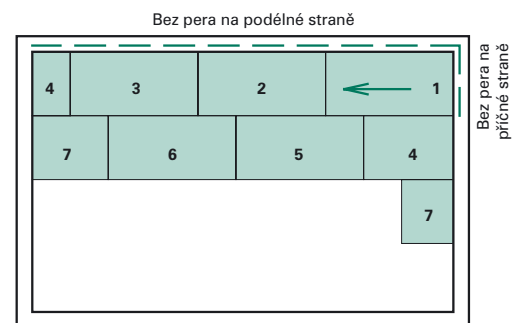 Bez pera na podélné straně
Bez pera na
příčné straně
4 3 2 1
7 6 5 4
7